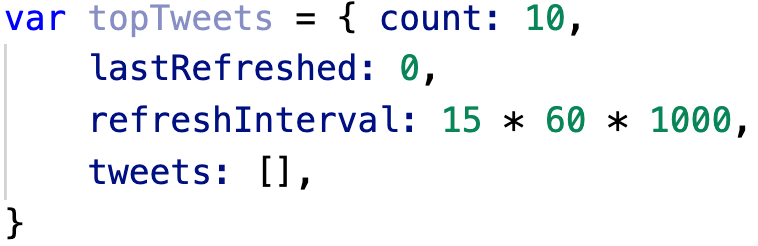 var topTweets = { count: 10,
    lastRefreshed: 0,
    refreshInterval: 15 * 60 * 1000,
    tweets: [],
}